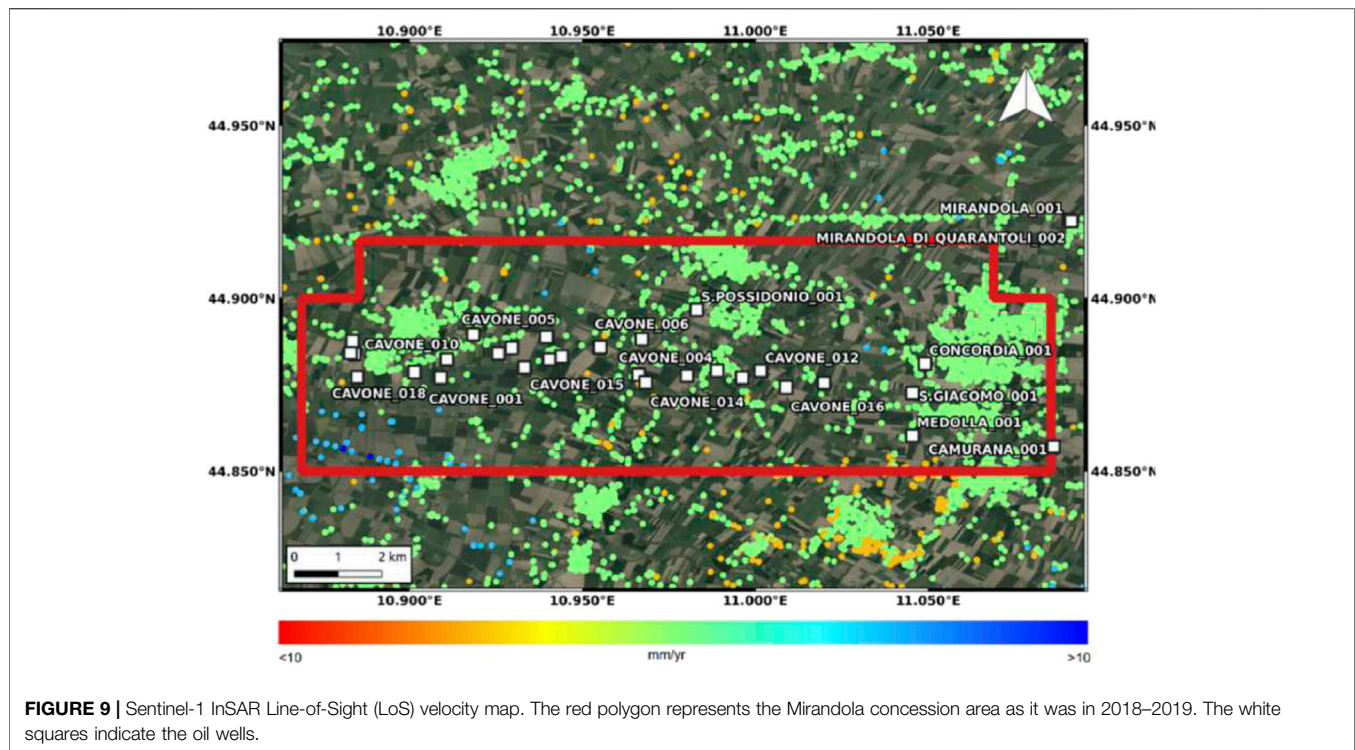 10.900°E 10.950°E 11.000°E 11.050°E
44.950°N 44.950°N
MIRANDOLA_001
MIRANDOLA_DI_QUARANTOLI_002
44.900°N S.POSSIDONIO_001 44.900°N
CAVONE_005 CAVONE_006
CAVONE_010 CAVONE_004 CAVONE_012 CONCORDIA_001
CAVONE_018 CAVONE_001 CAVONE_015 CAVONE_014 CAVONE_016 S.GIACOMO_001
MEDOLLA_001
CAMURANA_001
44.850°N 44.850°N
0 1 2 km
10.900°E 10.950°E 11.000°E 11.050°E
<10 mm/yr >10
FIGURE 9 | Sentinel-1 InSAR Line-of-Sight (LoS) velocity map. The red polygon represents the Mirandola concession area as it was in 2018–2019. The white
squares indicate the oil wells.